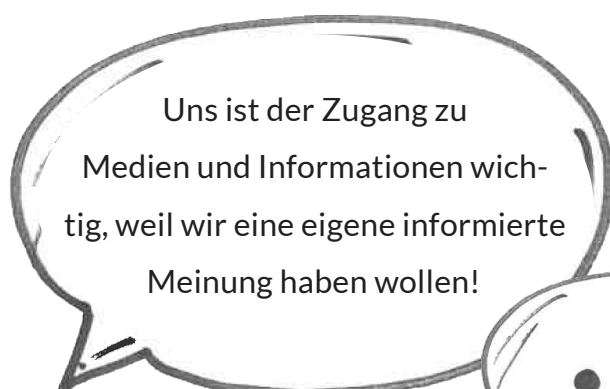 Uns ist der Zugang zu
Medien und Informationen wich-
tig, weil wir eine eigene informierte
Meinung haben wollen!